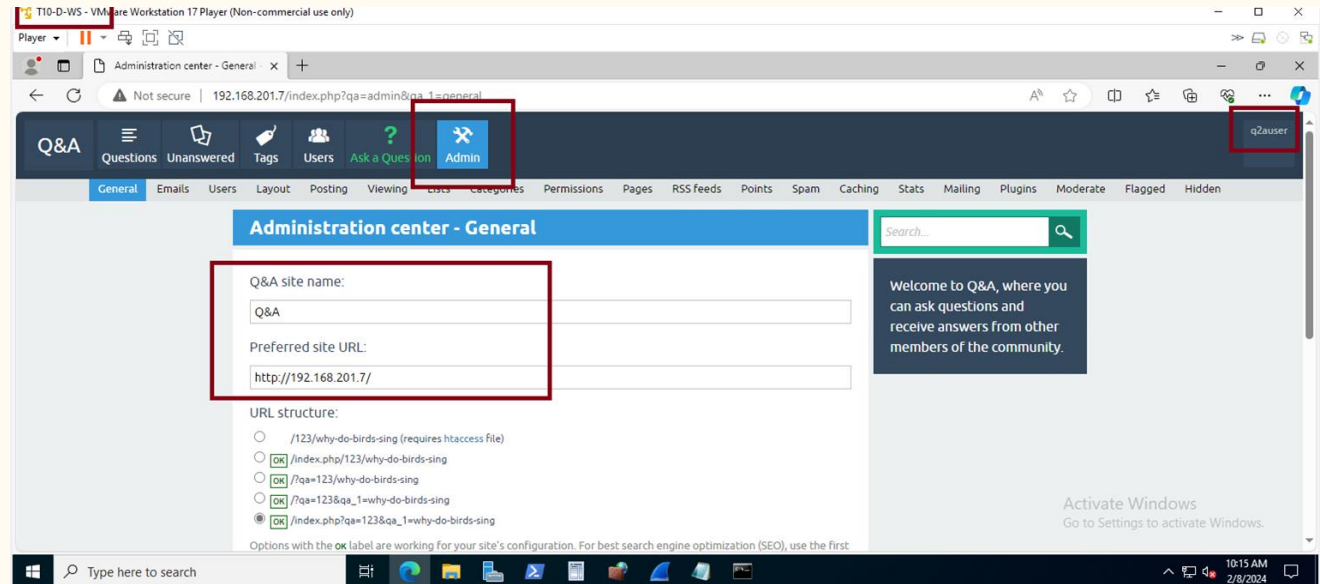 T10-D-WS - VMware Workstation 17 Player (Non-commercial use only)
Player
Administration center - General
Not secure 192.168.201.7/index.php?qa=admin&qa_1=general
Q&A Questions Unanswered Tags Users Ask a Question Admin q2auser
General Emails Users Layout Posting Viewing Lists Categories Permissions Pages RSS feeds Points Spam Caching Stats Mailing Plugins Moderate Flagged Hidden
Administration center - General
Search...
Q&A site name:
Q&A
Preferred site URL:
http://192.168.201.7/
Welcome to Q&A, where you
can ask questions and
receive answers from other
members of the community.
URL structure:
/123/why-do-birds-sing (requires htaccess file)
OK /index.php/123/why-do-birds-sing
OK /?qa=123/why-do-birds-sing
OK /?qa=123&qa_1=why-do-birds-sing
OK /index.php?qa=123&qa_1=why-do-birds-sing
Options with the OK label are working for your site's configuration. For best search engine optimization (SEO), use the first
Activate Windows
Go to Settings to activate Windows.
Type here to search
10:15 AM
2/8/2024